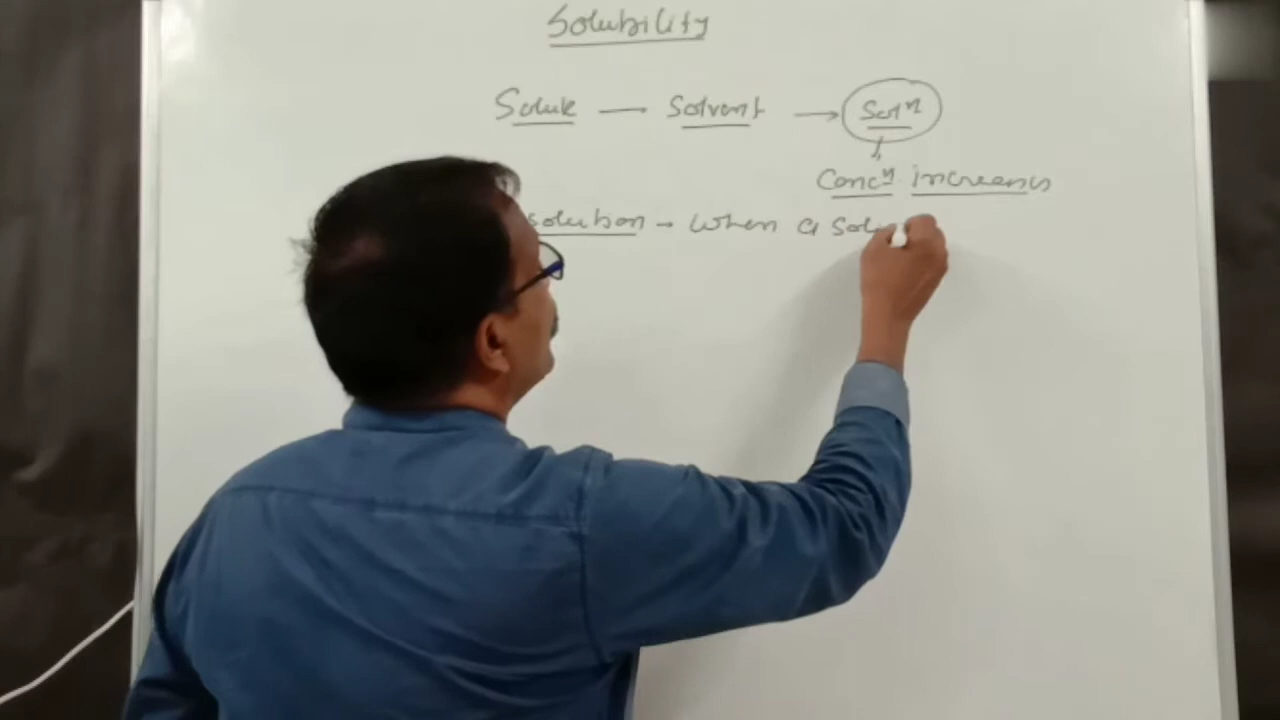 Solubility
Solute — Solvent → Solⁿ
Concⁿ increases
solution → When a Solu